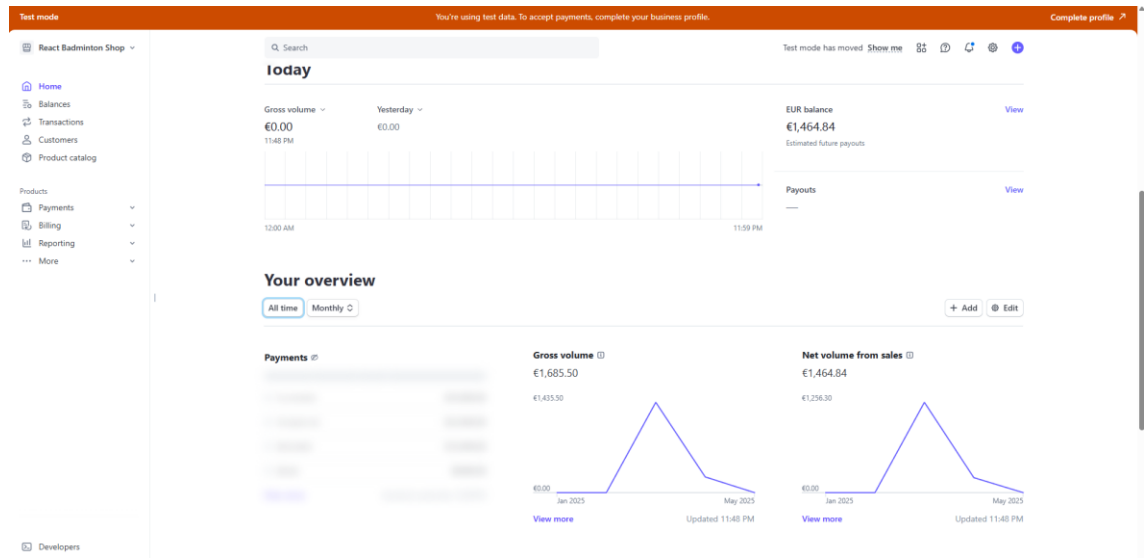 Test mode
You're using test data. To accept payments, complete your business profile.
Complete profile
React Badminton Shop
Search
Test mode has moved Show me
Home
Balances
Transactions
Customers
Product catalog
Products
Payments
Billing
Reporting
More
Developers
Today
Gross volume
Yesterday
€0.00
€0.00
11:48 PM
12:00 AM
11:59 PM
EUR balance
View
€1,464.84
Estimated future payouts
Payouts
View
—
Your overview
All time
Monthly
+ Add
Edit
Payments
Gross volume
€1,685.50
€1,435.50
€0.00
Jan 2025
May 2025
View more
Updated 11:48 PM
Net volume from sales
€1,464.84
€1,256.30
€0.00
Jan 2025
May 2025
View more
Updated 11:48 PM